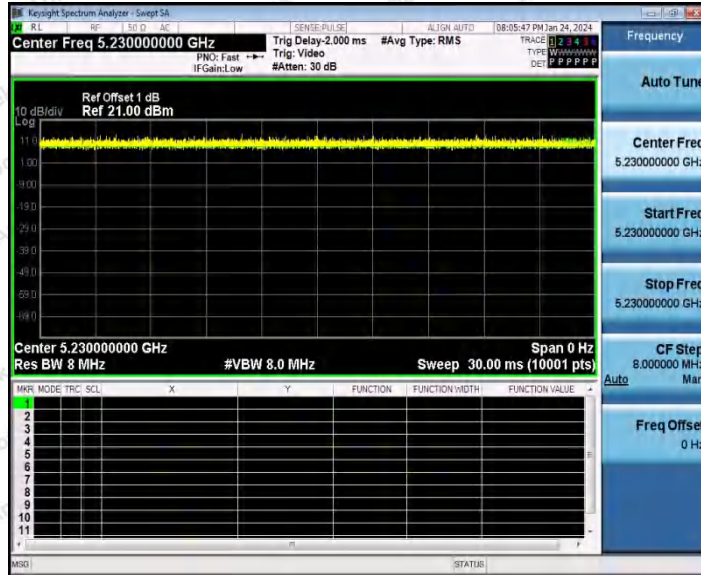 Keysight Spectrum Analyzer - Swept SA
RL RF 50 Ω AC SENSE:PULSE ALIGN AUTO 08:05:47 PM Jan 24, 2024
Center Freq 5.230000000 GHz Trig Delay-2.000 ms #Avg Type: RMS TRACE 1 2 3 4 5 6
PNO: Fast Trig: Video TYPE WWWWWW
IFGain:Low #Atten: 30 dB DET P P P P P P
Ref Offset 1 dB
10 dB/div Ref 21.00 dBm
Log
11.0
1.00
-9.00
-19.0
-29.0
-39.0
-49.0
-59.0
-69.0
Center 5.230000000 GHz Span 0 Hz
Res BW 8 MHz #VBW 8.0 MHz Sweep 30.00 ms (10001 pts)
MKR MODE TRC SCL X Y FUNCTION FUNCTION WIDTH FUNCTION VALUE
1
2
3
4
5
6
7
8
9
10
11
MSG STATUS
Frequency
Auto Tune
Center Freq
5.230000000 GHz
Start Freq
5.230000000 GHz
Stop Freq
5.230000000 GHz
CF Step
8.000000 MHz
Auto Man
Freq Offset
0 Hz